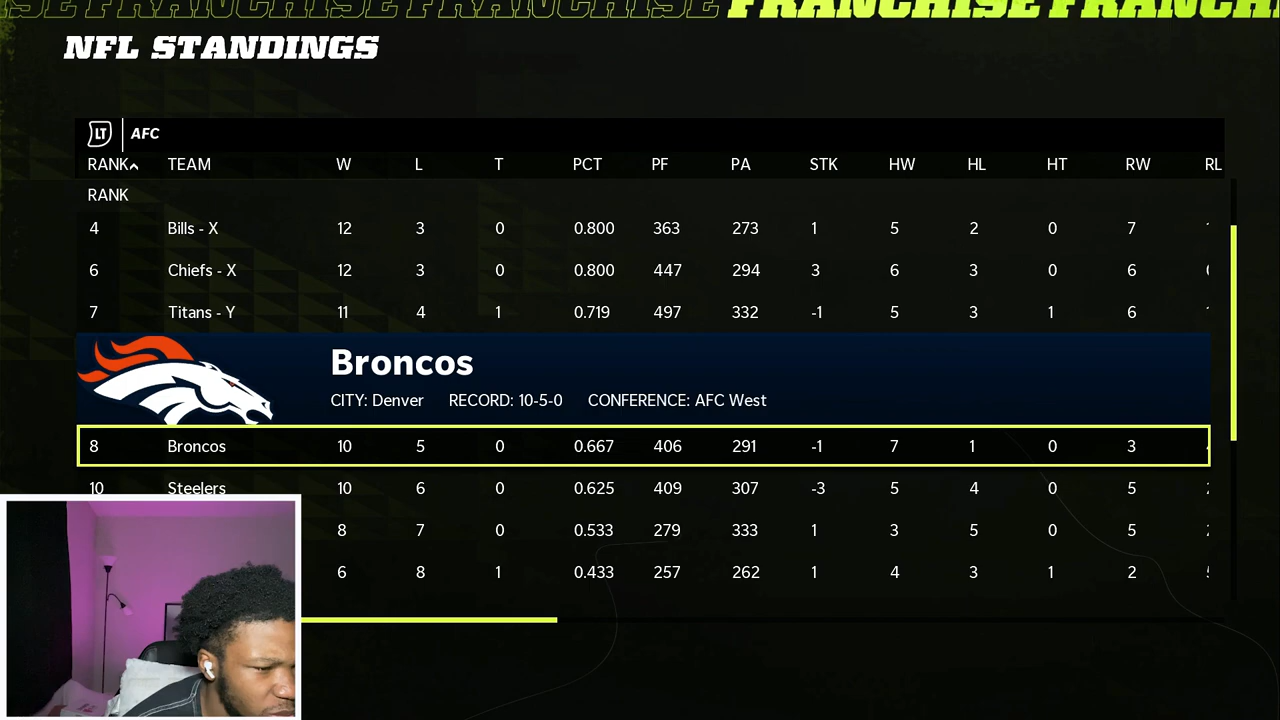 FRANCHISE FRANCHISE FRANCHISE
NFL STANDINGS
LT AFC
RANK TEAM W L T PCT PF PA STK HW HL HT RW RL
RANK
4 Bills - X 12 3 0 0.800 363 273 1 5 2 0 7
6 Chiefs - X 12 3 0 0.800 447 294 3 6 3 0 6
7 Titans - Y 11 4 1 0.719 497 332 -1 5 3 1 6
Broncos
CITY: Denver RECORD: 10-5-0 CONFERENCE: AFC West
8 Broncos 10 5 0 0.667 406 291 -1 7 1 0 3
10 Steelers 10 6 0 0.625 409 307 -3 5 4 0 5
8 7 0 0.533 279 333 1 3 5 0 5
6 8 1 0.433 257 262 1 4 3 1 2